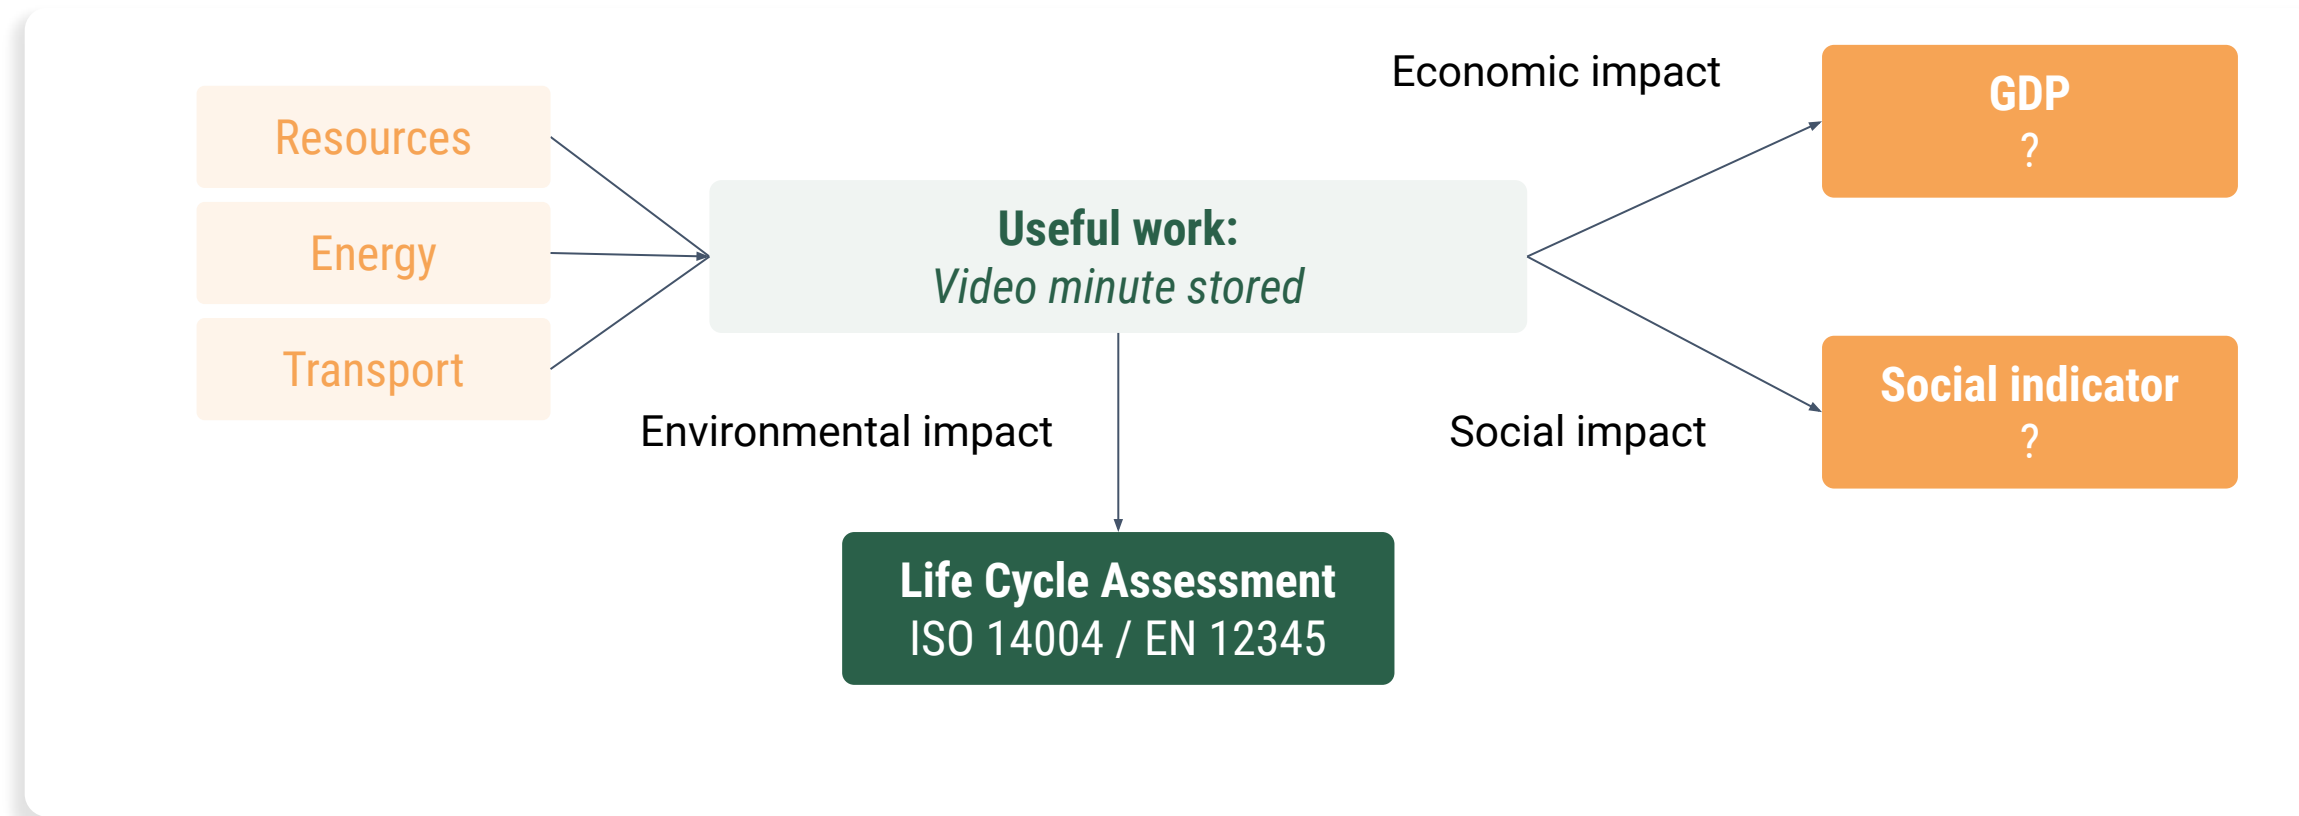 Resources
Energy
Transport
Useful work:
Video minute stored
Economic impact
GDP
?
Social impact
Social indicator
?
Environmental impact
Life Cycle Assessment
ISO 14004 / EN 12345